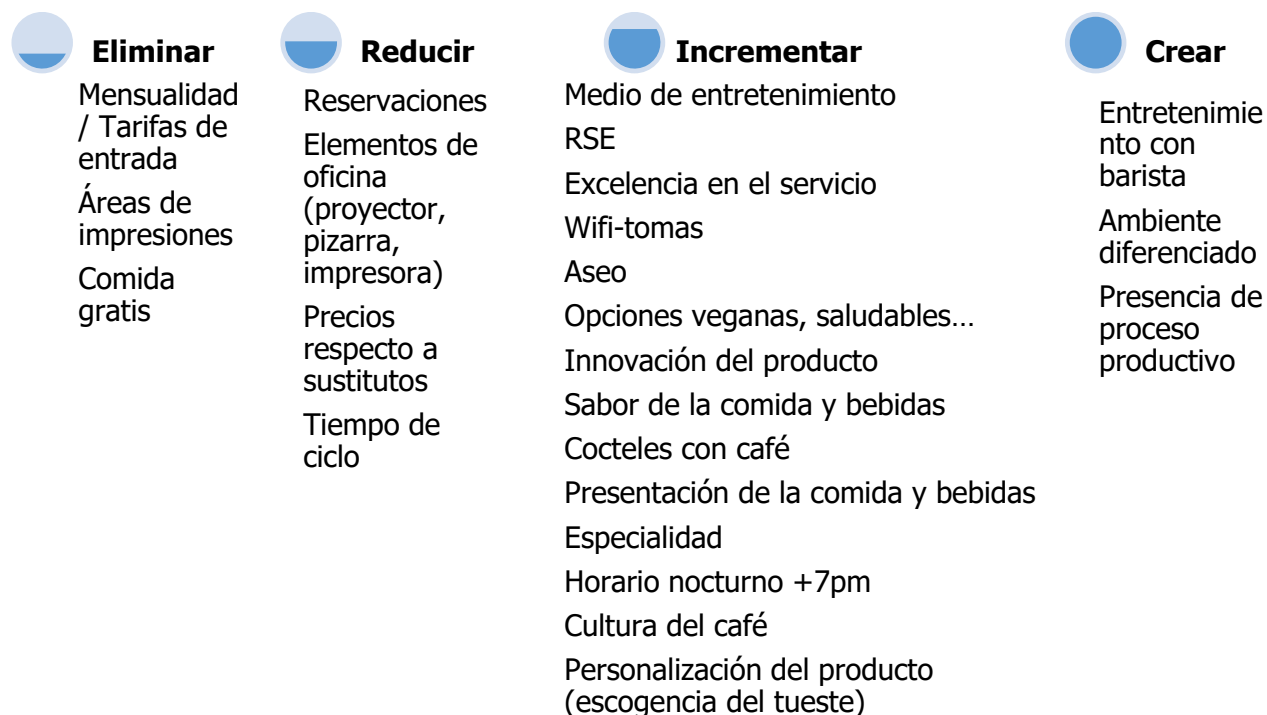 Eliminar
Mensualidad
/ Tarifas de
entrada
Áreas de
impresiones
Comida
gratis
Reducir
Reservaciones
Elementos de
oficina
(proyector,
pizarra,
impresora)
Precios
respecto a
sustitutos
Tiempo de
ciclo
Incrementar
Medio de entretenimiento
RSE
Excelencia en el servicio
Wifi-tomas
Aseo
Opciones veganas, saludables…
Innovación del producto
Sabor de la comida y bebidas
Cocteles con café
Presentación de la comida y bebidas
Especialidad
Horario nocturno +7pm
Cultura del café
Personalización del producto
(escogencia del tueste)
Crear
Entretenimie
nto con
barista
Ambiente
diferenciado
Presencia de
proceso
productivo